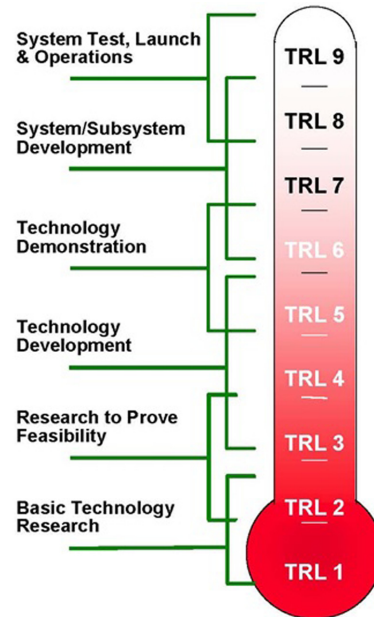 System Test, Launch
& Operations
System/Subsystem
Development
Technology
Demonstration
Technology
Development
Research to Prove
Feasibility
Basic Technology
Research
TRL 9
TRL 8
TRL 7
TRL 6
TRL 5
TRL 4
TRL 3
TRL 2
TRL 1